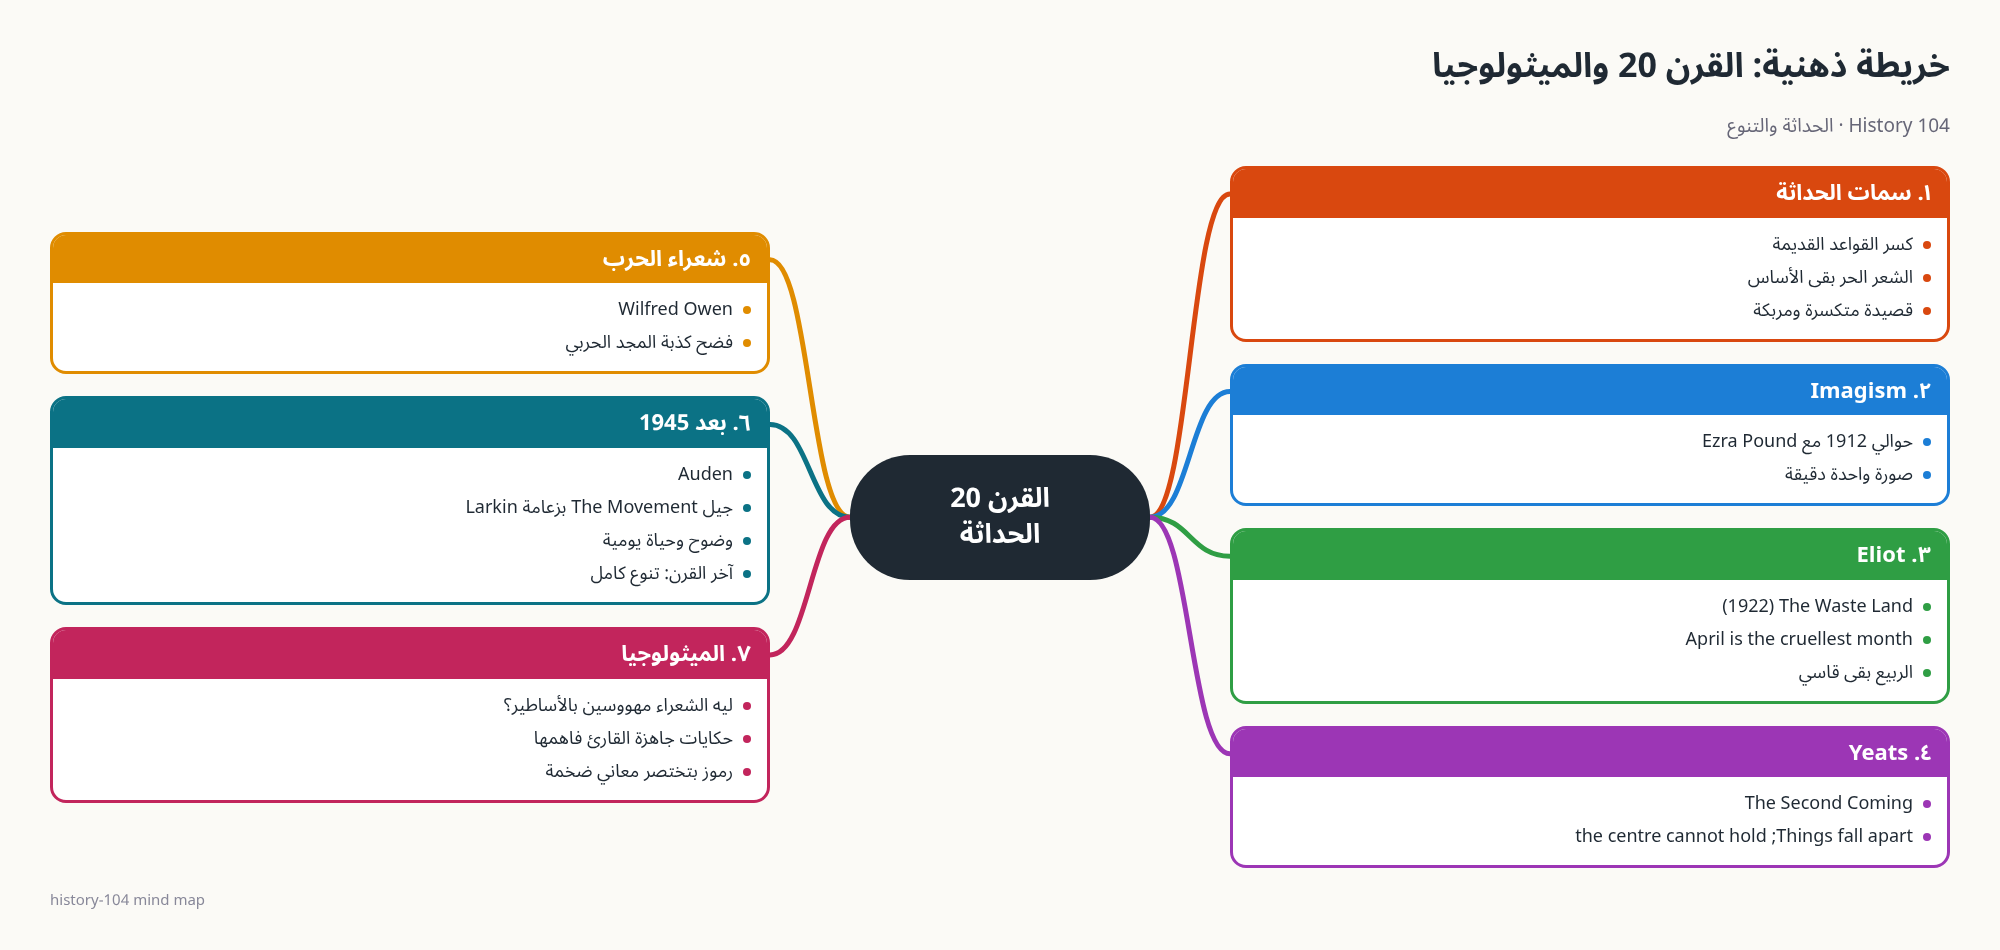 خريطة ذهنية: القرن 20 والميثولوجيا
History 104 · الحداثة والتنوع
١. سمات الحداثة
كسر القواعد القديمة
الشعر الحر بقى الأساس
قصيدة متكسرة ومربكة
٢. Imagism
حوالي 1912 مع Ezra Pound
صورة واحدة دقيقة
٣. Eliot
The Waste Land (1922)
April is the cruellest month
الربيع بقى قاسي
٤. Yeats
The Second Coming
Things fall apart; the centre cannot hold
القرن 20
الحداثة
٥. شعراء الحرب
Wilfred Owen
فضح كذبة المجد الحربي
٦. بعد 1945
Auden
جيل The Movement بزعامة Larkin
وضوح وحياة يومية
آخر القرن: تنوع كامل
٧. الميثولوجيا
ليه الشعراء مهووسين بالأساطير؟
حكايات جاهزة القارئ فاهمها
رموز بتختصر معاني ضخمة
history-104 mind map